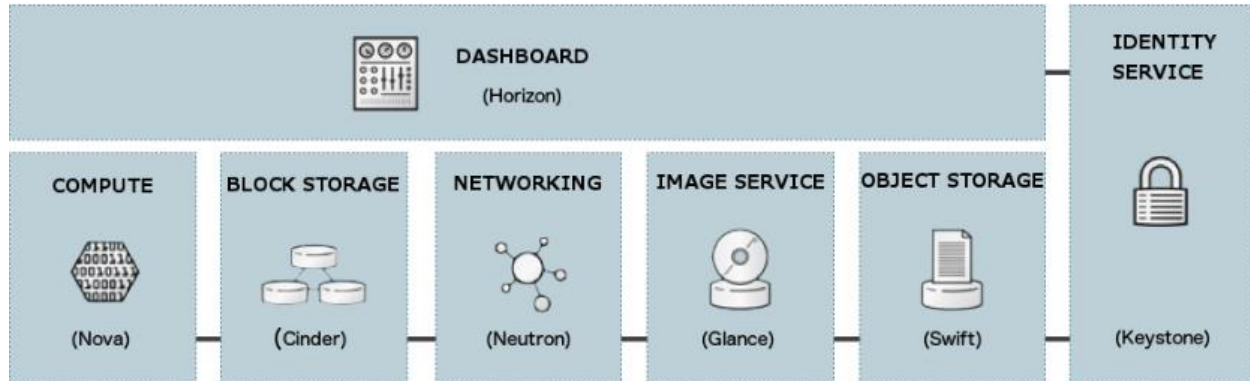 DASHBOARD
(Horizon)
IDENTITY
SERVICE
COMPUTE
(Nova)
BLOCK STORAGE
(Cinder)
NETWORKING
(Neutron)
IMAGE SERVICE
(Glance)
OBJECT STORAGE
(Swift)
(Keystone)